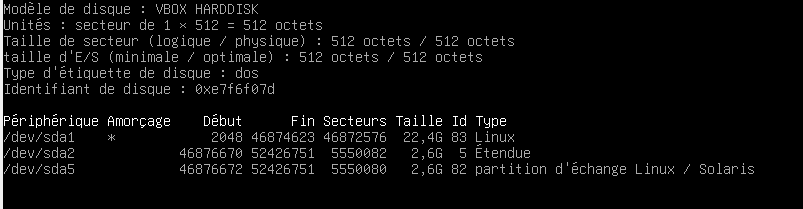 Modèle de disque : VBOX HARDDISK
Unités : secteur de 1 × 512 = 512 octets
Taille de secteur (logique / physique) : 512 octets / 512 octets
taille d'E/S (minimale / optimale) : 512 octets / 512 octets
Type d'étiquette de disque : dos
Identifiant de disque : 0xe7f6f07d
Périphérique Amorçage Début Fin Secteurs Taille Id Type
/dev/sda1 * 2048 46874623 46872576 22,4G 83 Linux
/dev/sda2 46876670 52426751 5550082 2,6G 5 Étendue
/dev/sda5 46876672 52426751 5550080 2,6G 82 partition d'échange Linux / Solaris